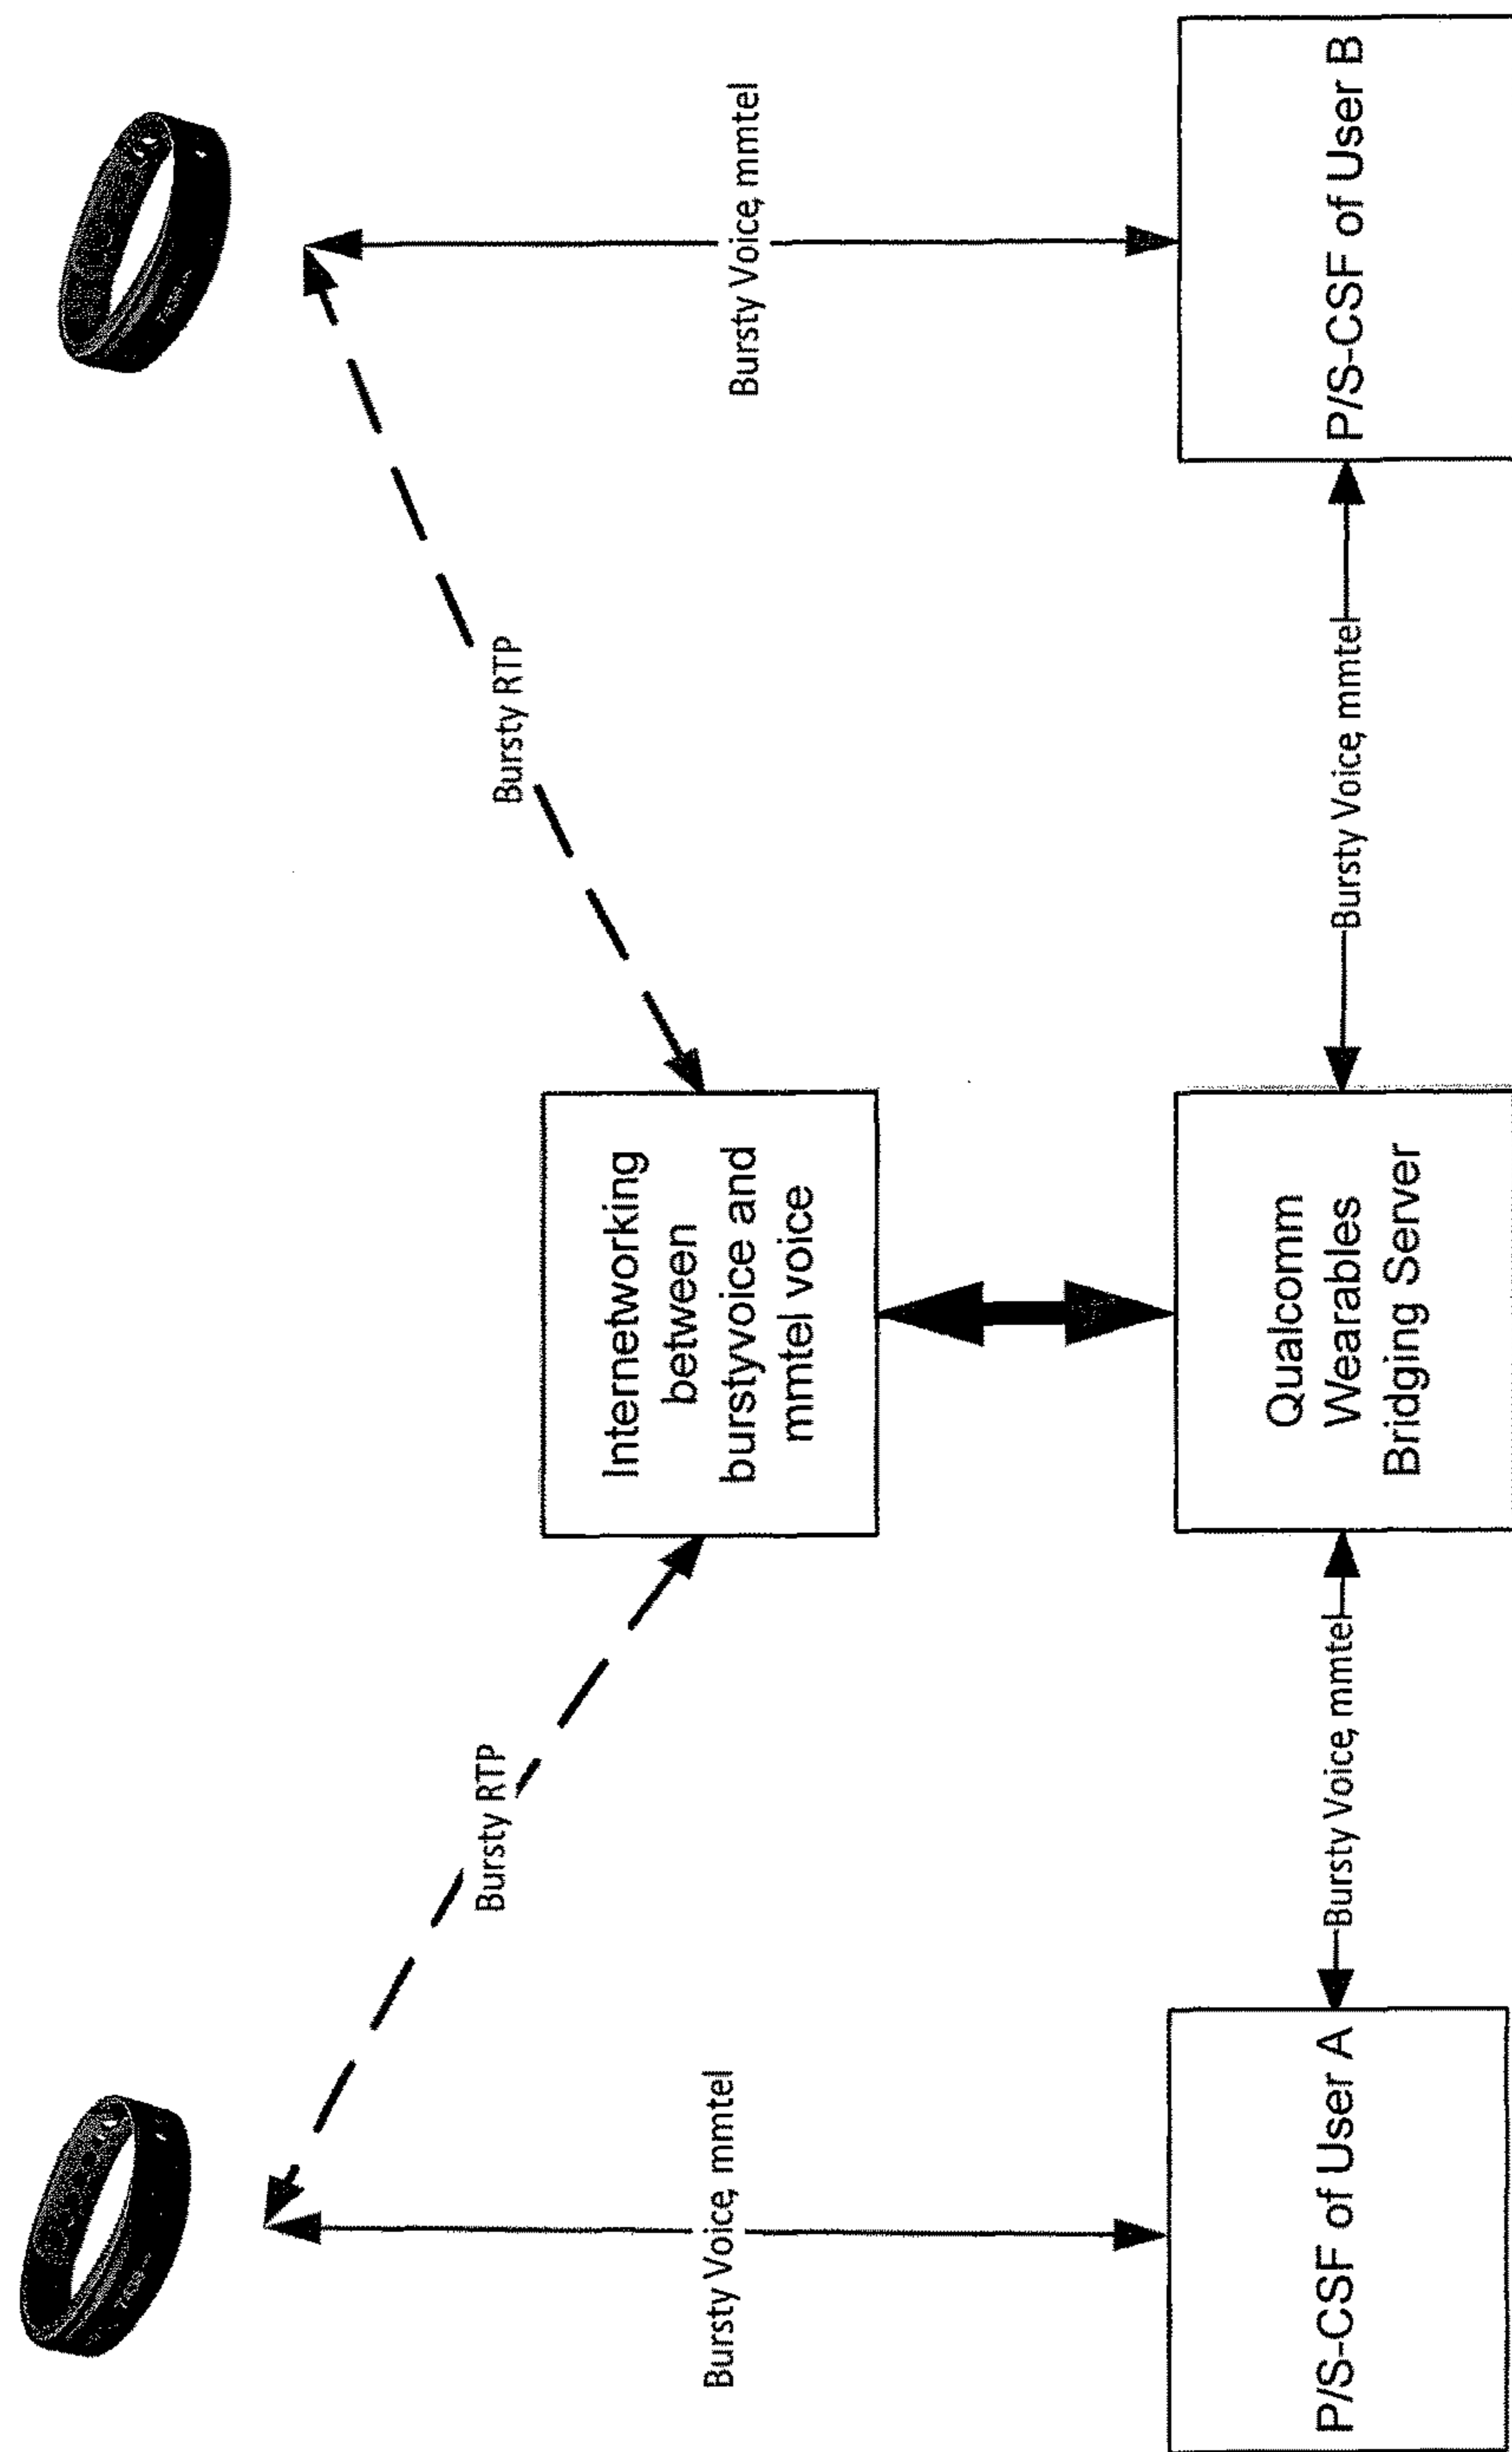 Bursty RTP
Bursty RTP
Internetworking
between
burstyvoice and
mmtel voice
Bursty Voice, mmtel
Bursty Voice, mmtel
P/S-CSF of User A
Bursty Voice, mmtel
Qualcomm
Wearables
Bridging Server
Bursty Voice, mmtel
P/S-CSF of User B